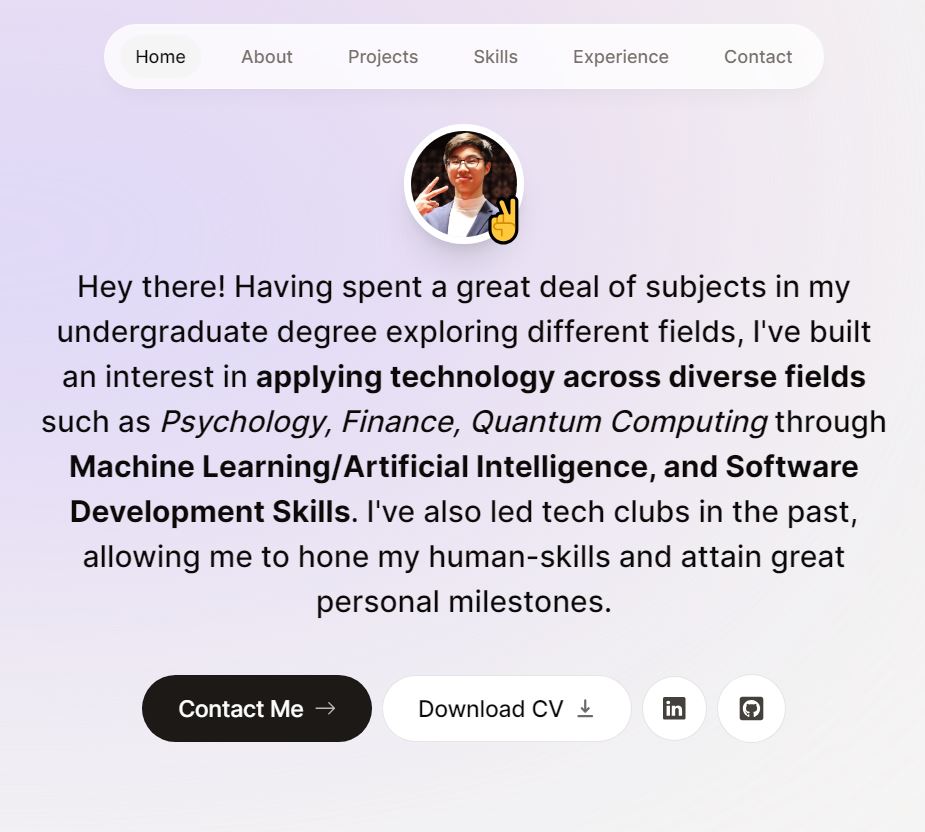 Home About Projects Skills Experience Contact
Hey there! Having spent a great deal of subjects in my
undergraduate degree exploring different fields, I've built
an interest in applying technology across diverse fields
such as Psychology, Finance, Quantum Computing through
Machine Learning/Artificial Intelligence, and Software
Development Skills. I've also led tech clubs in the past,
allowing me to hone my human-skills and attain great
personal milestones.
Contact Me → Download CV in